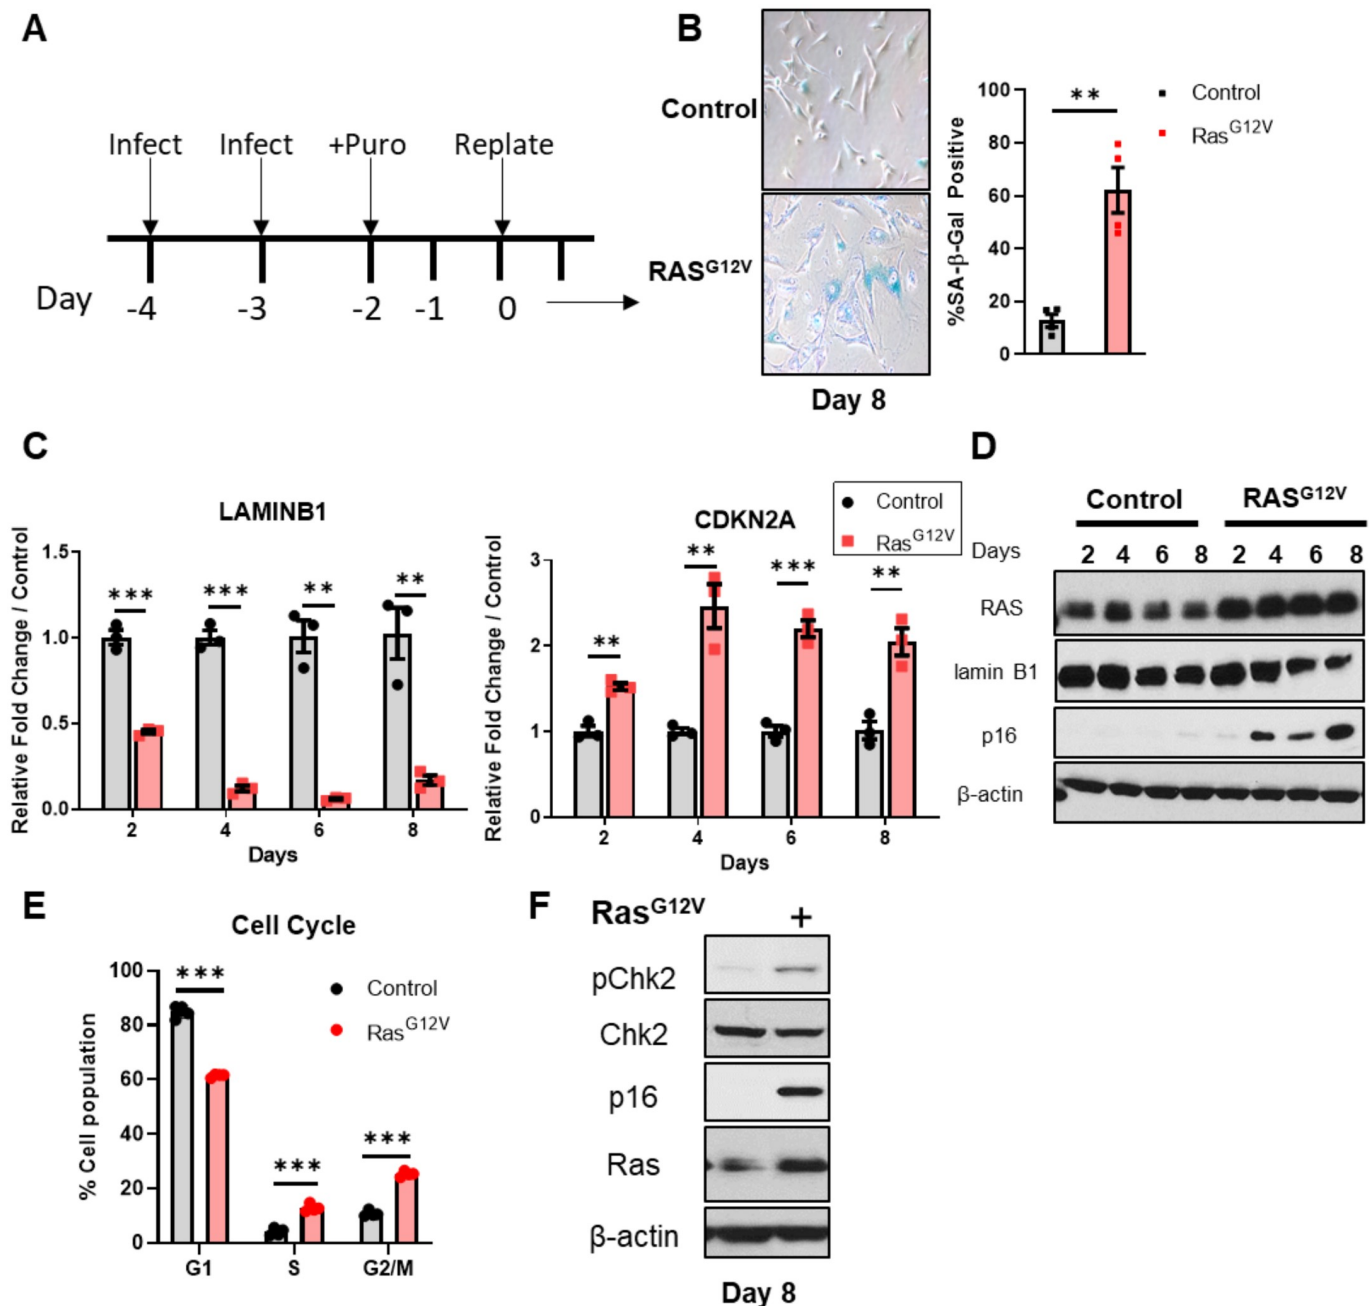 A
Infect Infect +Puro Replate
Day -4 -3 -2 -1 0
B
Control
RAS^G12V
Day 8
%SA-β-Gal Positive
100
80
60
40
20
0
**
Control
Ras^G12V
C
LAMINB1
Relative Fold Change / Control
1.5
1.0
0.5
0.0
*** *** ** **
2 4 6 8
Days
CDKN2A
Control
Ras^G12V
Relative Fold Change / Control
3
2
1
0
** ** *** **
2 4 6 8
Days
D
Control RAS^G12V
Days 2 4 6 8 2 4 6 8
RAS
lamin B1
p16
β-actin
E
Cell Cycle
% Cell population
100
80
60
40
20
0
*** *** ***
Control
Ras^G12V
G1 S G2/M
F
Ras^G12V +
pChk2
Chk2
p16
Ras
β-actin
Day 8